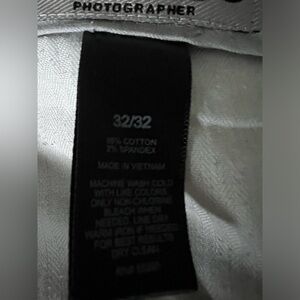 PHOTOGRAPHER
32/32
COTTON
2% SPANDEX
MADE IN VIETNAM
MACHINE WASH COLD
WITH LIKE COLORS.
ONLY NON-CHLORINE
BLEACH WHEN
NEEDED. LINE DRY.
WARM IRON IF NEEDED
FOR BEST RESULTS
DRY CLEAN